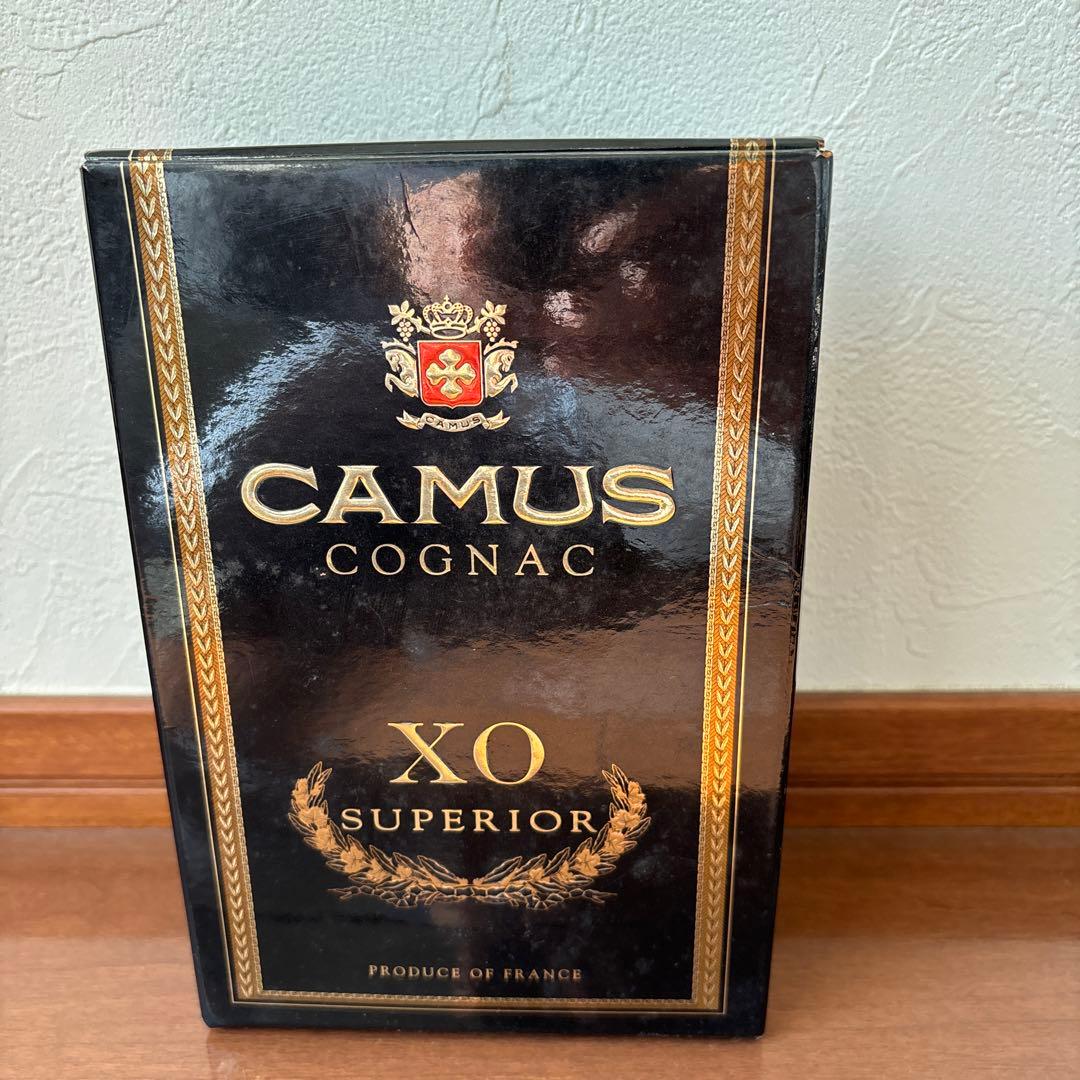 CAMUS
CAMUS
COGNAC
XO
SUPERIOR
PRODUCE OF FRANCE